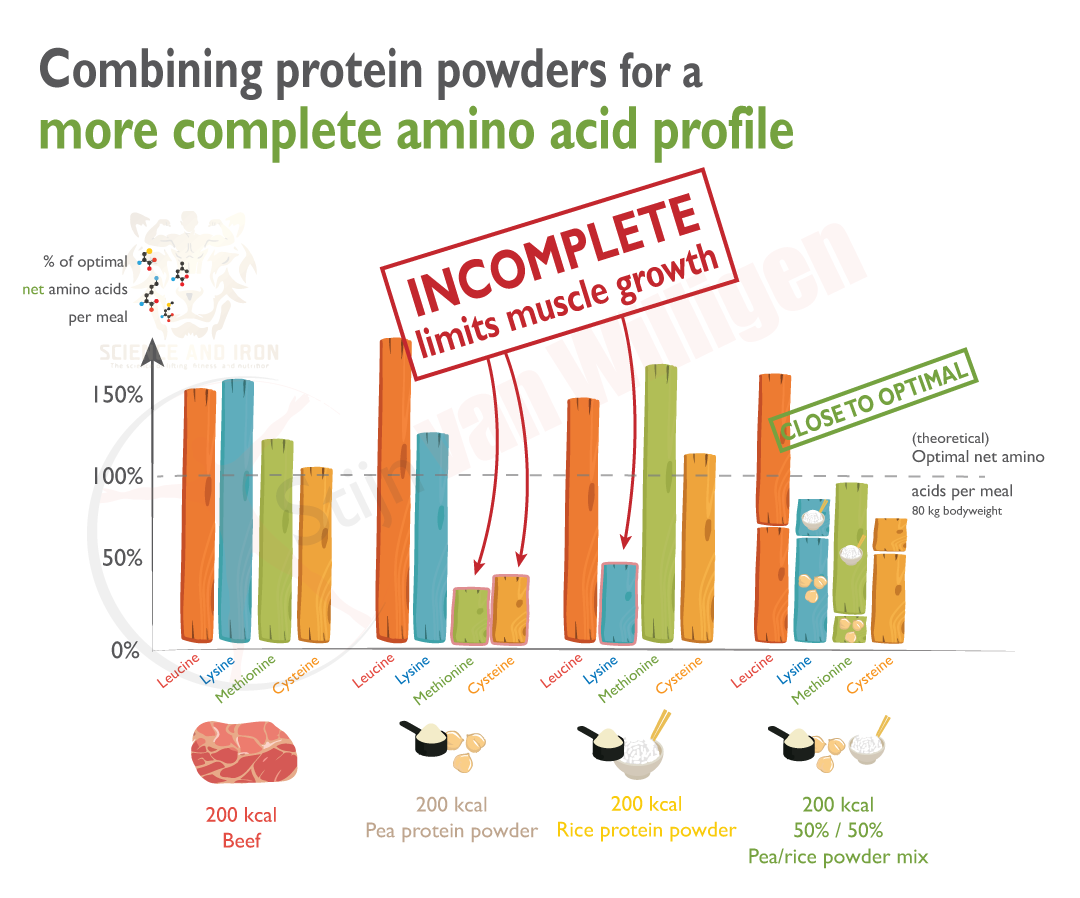 Combining protein powders for a
more complete amino acid profile
INCOMPLETE
limits muscle growth
% of optimal
net amino acids
per meal
SCIENCE AND IRON
Stijn van Willigen
CLOSE TO OPTIMAL
150%
100%
50%
0%
(theoretical)
Optimal net amino
acids per meal
80 kg bodyweight
Leucine
Lysine
Methionine
Cysteine
Leucine
Lysine
Methionine
Cysteine
Leucine
Lysine
Methionine
Cysteine
Leucine
Lysine
Methionine
Cysteine
200 kcal
Beef
200 kcal
Pea protein powder
200 kcal
Rice protein powder
200 kcal
50% / 50%
Pea/rice powder mix